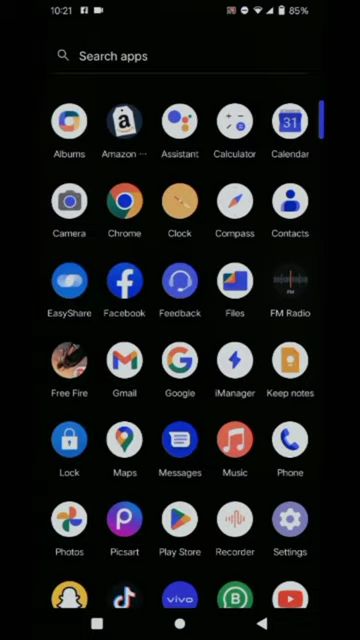 10:21
85%
Search apps
Albums Amazon ··· Assistant Calculator Calendar
31
Camera Chrome Clock Compass Contacts
EasyShare Facebook Feedback Files FM Radio
FM
Free Fire Gmail Google iManager Keep notes
Lock Maps Messages Music Phone
Photos Picsart Play Store Recorder Settings
vivo B